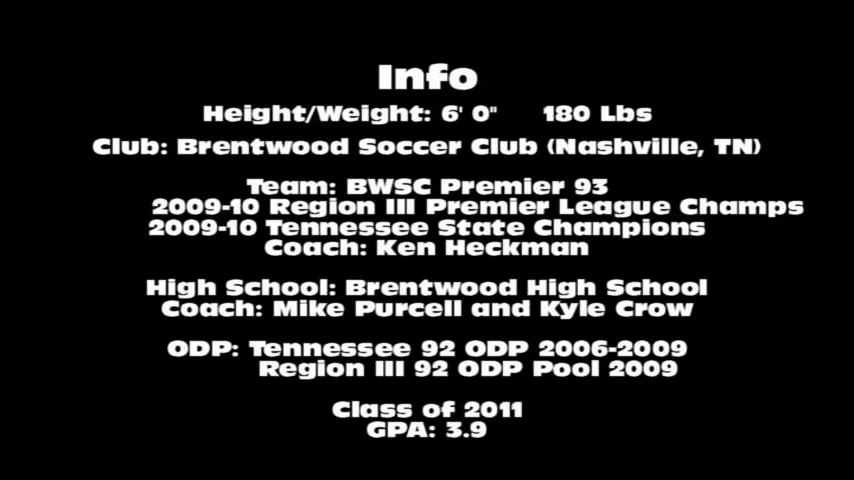 Info
Height/Weight: 6' 0" 180 Lbs
Club: Brentwood Soccer Club (Nashville, TN)
Team: BWSC Premier 93
2009-10 Region III Premier League Champs
2009-10 Tennessee State Champions
Coach: Ken Heckman
High School: Brentwood High School
Coach: Mike Purcell and Kyle Crow
ODP: Tennessee 92 ODP 2006-2009
Region III 92 ODP Pool 2009
Class of 2011
GPA: 3.9